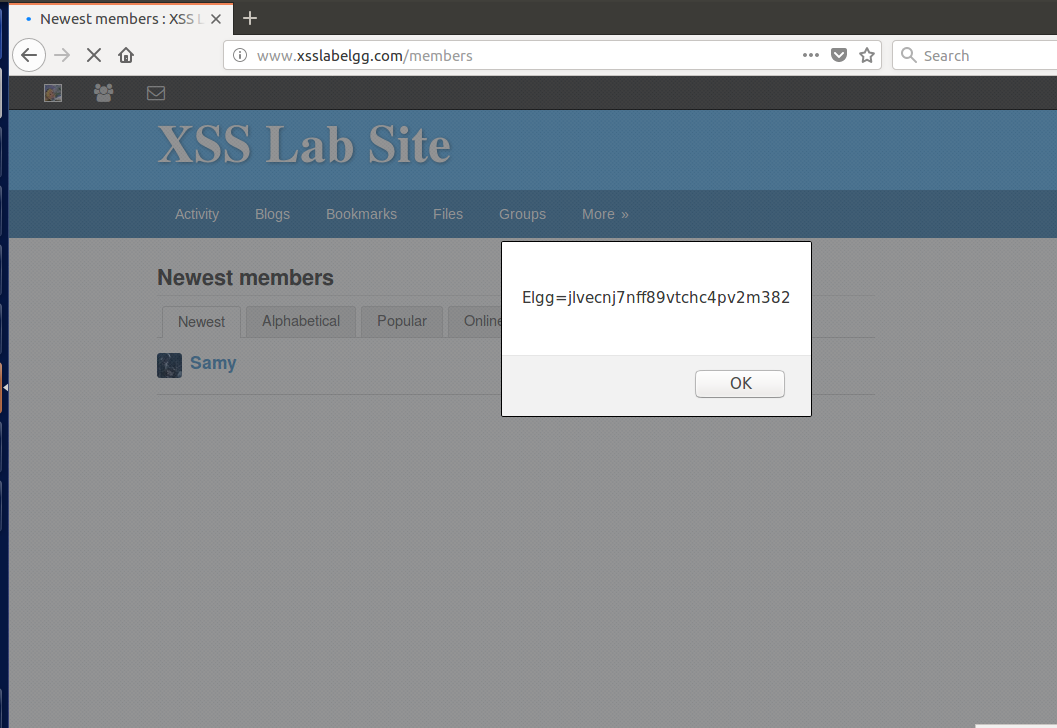 Newest members : XSS L
www.xsslabelgg.com/members
Search
XSS Lab Site
Activity Blogs Bookmarks Files Groups More »
Newest members
Newest Alphabetical Popular Online
Samy
Elgg=jlvecnj7nff89vtchc4pv2m382
OK